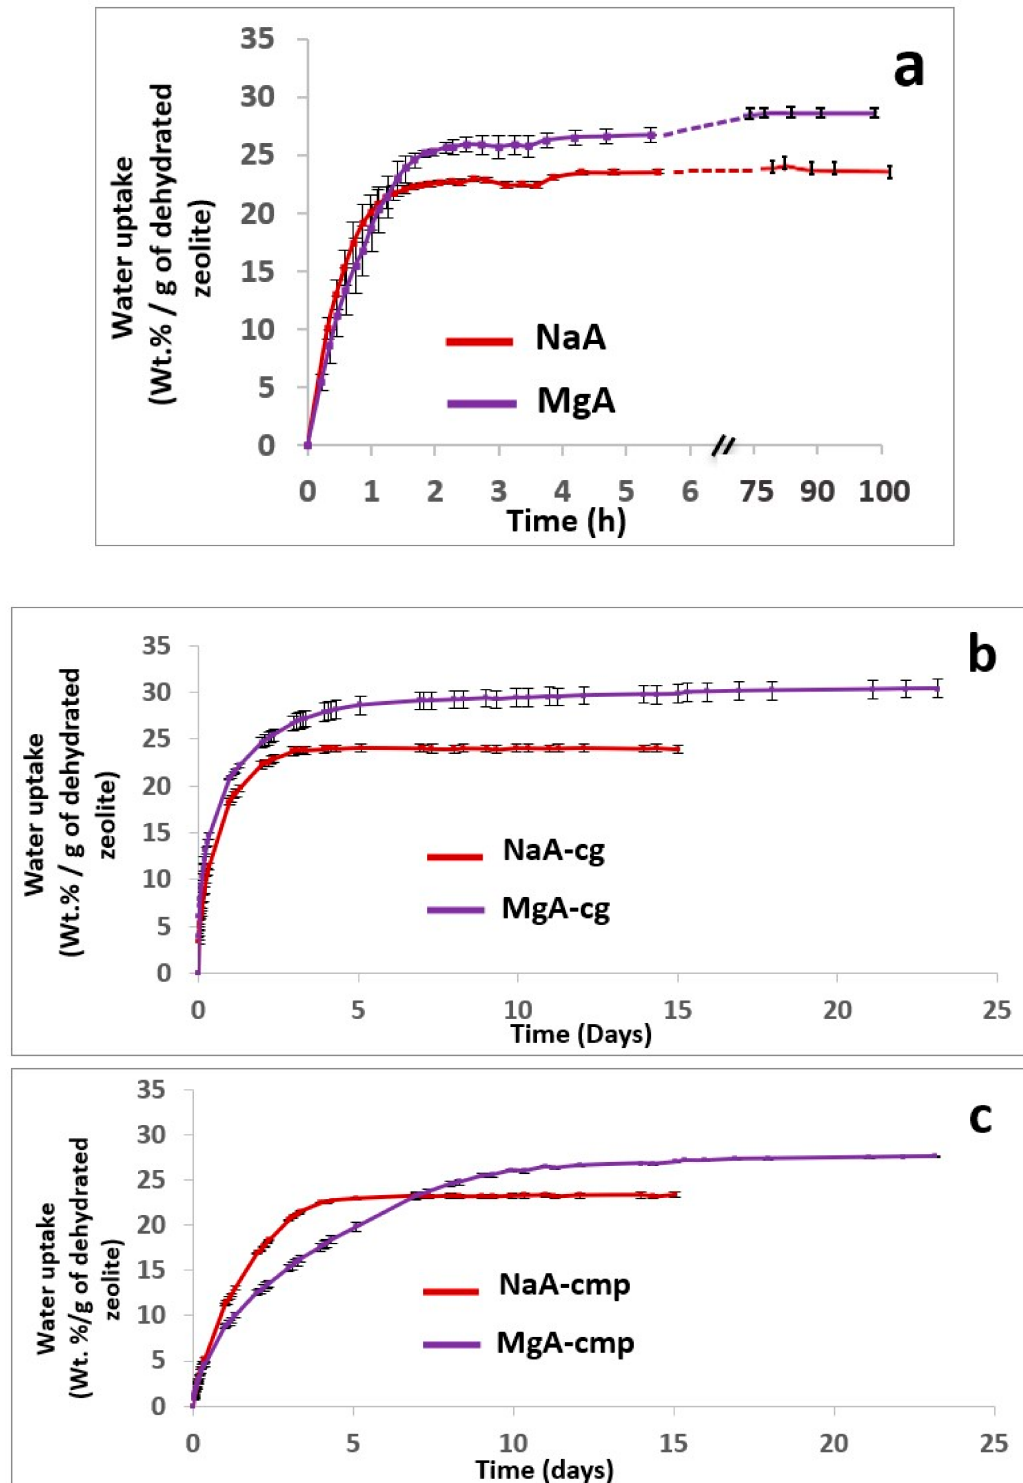 a
35
30
25
20
15
10
5
0
Water uptake
(Wt.% / g of dehydrated
zeolite)
NaA
MgA
0 1 2 3 4 5 6 75 90 100
Time (h)
b
35
30
25
20
15
10
5
0
Water uptake
(Wt.% / g of dehydrated
zeolite)
NaA-cg
MgA-cg
0 5 10 15 20 25
Time (Days)
c
35
30
25
20
15
10
5
0
Water uptake
(Wt. %/g of dehydrated
zeolite)
NaA-cmp
MgA-cmp
0 5 10 15 20 25
Time (days)